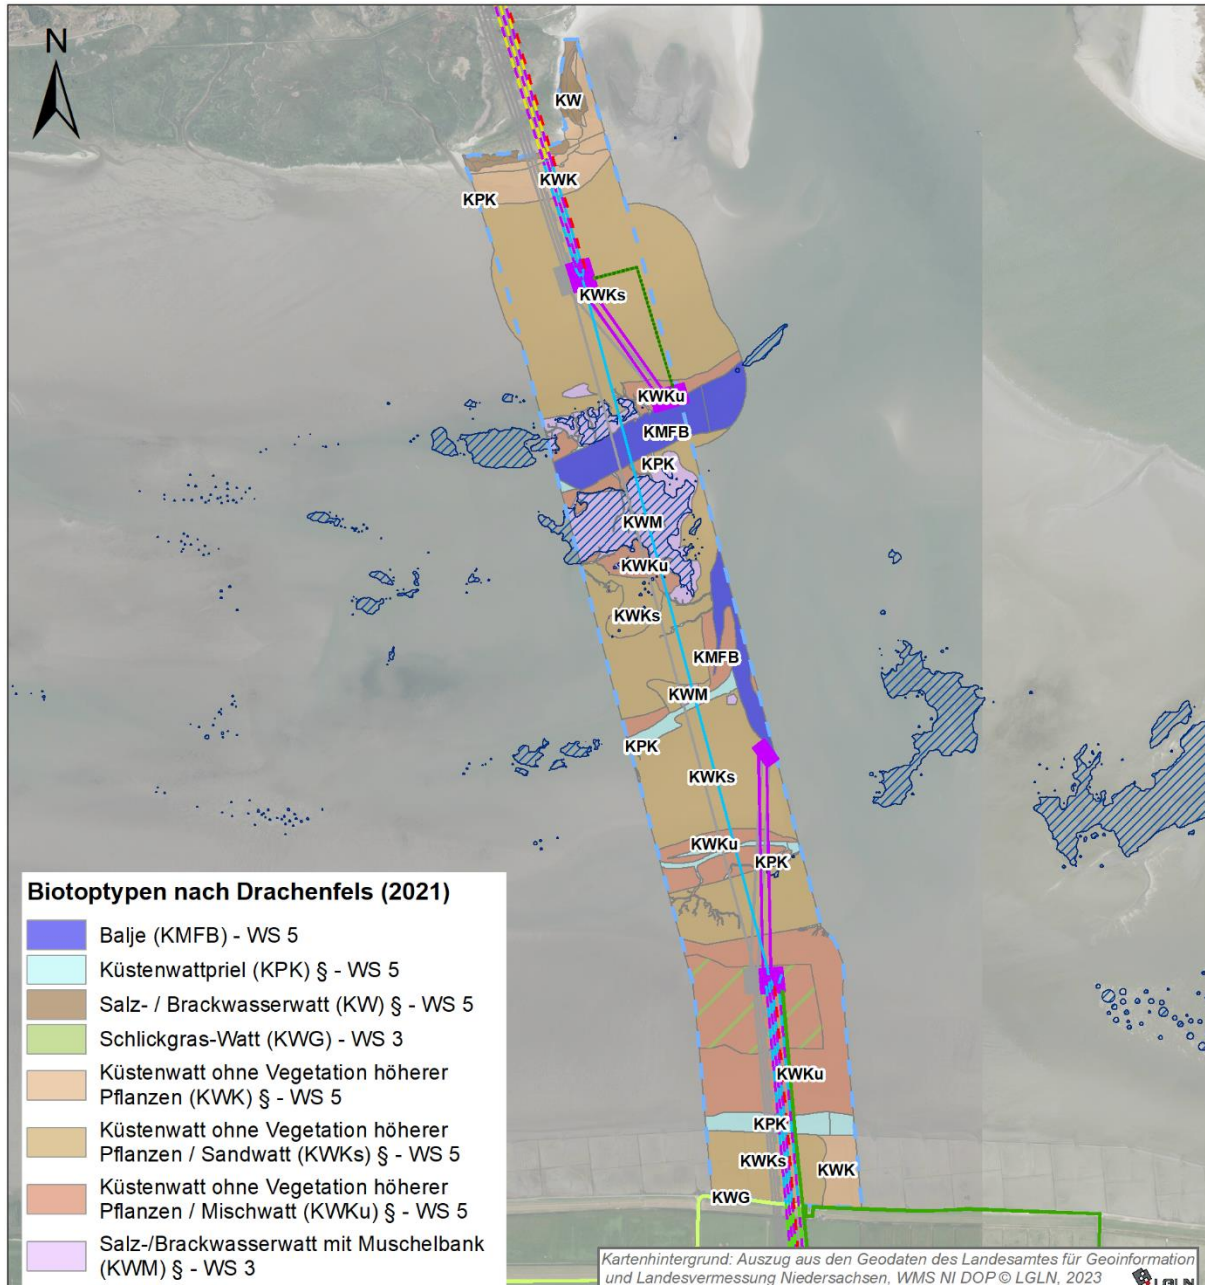 N
KW
KWK
KPK
KWKs
KWKu
KMFB
KPK
KWM
KWKu
KWKs
KMFB
KWM
KPK
KWKs
KWKu
KPK
KWKu
KPK
KWKs
KWK
KWG
Biotoptypen nach Drachenfels (2021)
Balje (KMFB) - WS 5
Küstenwattpriel (KPK) § - WS 5
Salz- / Brackwasserwatt (KW) § - WS 5
Schlickgras-Watt (KWG) - WS 3
Küstenwatt ohne Vegetation höherer
Pflanzen (KWK) § - WS 5
Küstenwatt ohne Vegetation höherer
Pflanzen / Sandwatt (KWKs) § - WS 5
Küstenwatt ohne Vegetation höherer
Pflanzen / Mischwatt (KWKu) § - WS 5
Salz-/Brackwasserwatt mit Muschelbank
(KWM) § - WS 3
Kartenhintergrund: Auszug aus den Geodaten des Landesamtes für Geoinformation
und Landesvermessung Niedersachsen, WMS NI DOP © LGLN, 2023
LGLN